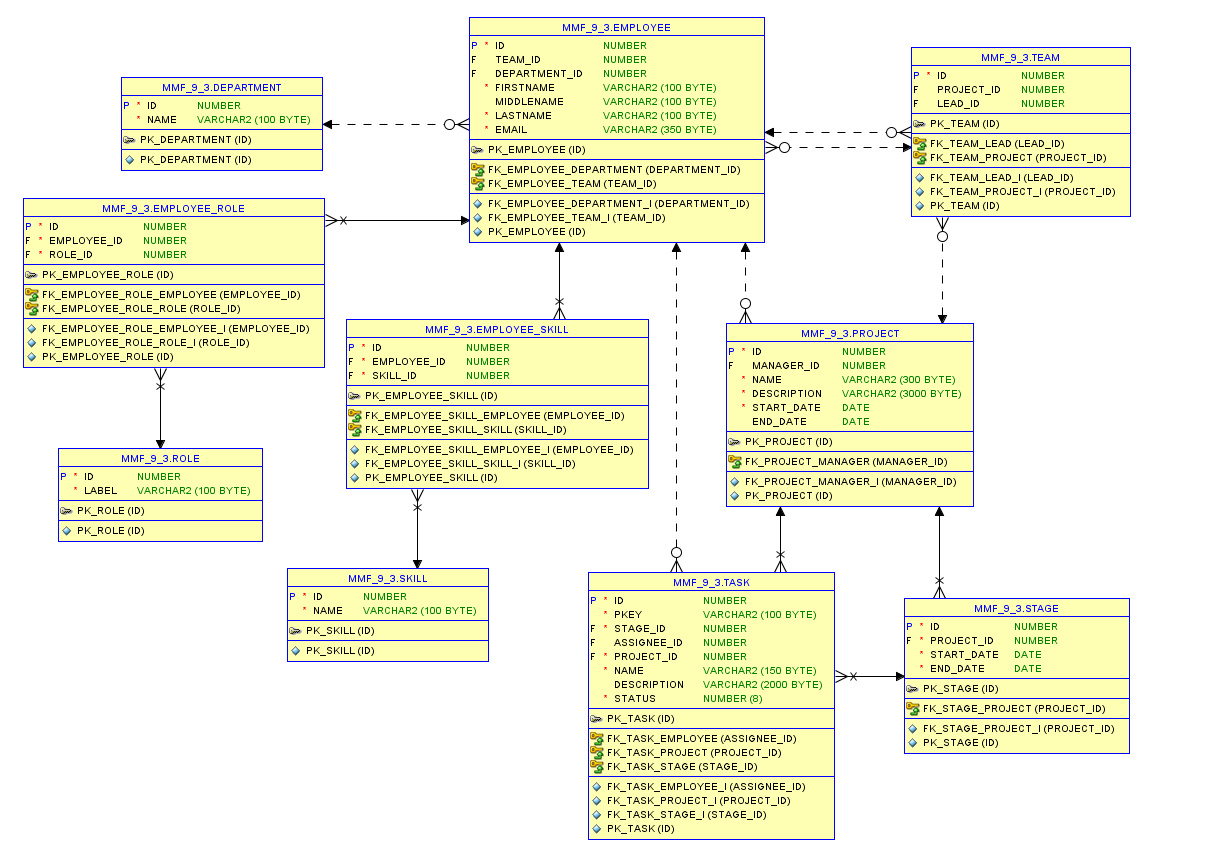 MMF_9_3.EMPLOYEE
P * ID NUMBER
F TEAM_ID NUMBER
F DEPARTMENT_ID NUMBER
* FIRSTNAME VARCHAR2 (100 BYTE)
MIDDLENAME VARCHAR2 (100 BYTE)
* LASTNAME VARCHAR2 (100 BYTE)
* EMAIL VARCHAR2 (350 BYTE)
PK_EMPLOYEE (ID)
FK_EMPLOYEE_DEPARTMENT (DEPARTMENT_ID)
FK_EMPLOYEE_TEAM (TEAM_ID)
FK_EMPLOYEE_DEPARTMENT_I (DEPARTMENT_ID)
FK_EMPLOYEE_TEAM_I (TEAM_ID)
PK_EMPLOYEE (ID)
MMF_9_3.TEAM
P * ID NUMBER
F PROJECT_ID NUMBER
F LEAD_ID NUMBER
PK_TEAM (ID)
FK_TEAM_LEAD (LEAD_ID)
FK_TEAM_PROJECT (PROJECT_ID)
FK_TEAM_LEAD_I (LEAD_ID)
FK_TEAM_PROJECT_I (PROJECT_ID)
PK_TEAM (ID)
MMF_9_3.DEPARTMENT
P * ID NUMBER
* NAME VARCHAR2 (100 BYTE)
PK_DEPARTMENT (ID)
PK_DEPARTMENT (ID)
MMF_9_3.EMPLOYEE_ROLE
P * ID NUMBER
F * EMPLOYEE_ID NUMBER
F * ROLE_ID NUMBER
PK_EMPLOYEE_ROLE (ID)
FK_EMPLOYEE_ROLE_EMPLOYEE (EMPLOYEE_ID)
FK_EMPLOYEE_ROLE_ROLE (ROLE_ID)
FK_EMPLOYEE_ROLE_EMPLOYEE_I (EMPLOYEE_ID)
FK_EMPLOYEE_ROLE_ROLE_I (ROLE_ID)
PK_EMPLOYEE_ROLE (ID)
MMF_9_3.EMPLOYEE_SKILL
P * ID NUMBER
F * EMPLOYEE_ID NUMBER
F * SKILL_ID NUMBER
PK_EMPLOYEE_SKILL (ID)
FK_EMPLOYEE_SKILL_EMPLOYEE (EMPLOYEE_ID)
FK_EMPLOYEE_SKILL_SKILL (SKILL_ID)
FK_EMPLOYEE_SKILL_EMPLOYEE_I (EMPLOYEE_ID)
FK_EMPLOYEE_SKILL_SKILL_I (SKILL_ID)
PK_EMPLOYEE_SKILL (ID)
MMF_9_3.PROJECT
P * ID NUMBER
F MANAGER_ID NUMBER
* NAME VARCHAR2 (300 BYTE)
* DESCRIPTION VARCHAR2 (3000 BYTE)
* START_DATE DATE
END_DATE DATE
PK_PROJECT (ID)
FK_PROJECT_MANAGER (MANAGER_ID)
FK_PROJECT_MANAGER_I (MANAGER_ID)
PK_PROJECT (ID)
MMF_9_3.ROLE
P * ID NUMBER
* LABEL VARCHAR2 (100 BYTE)
PK_ROLE (ID)
PK_ROLE (ID)
MMF_9_3.SKILL
P * ID NUMBER
* NAME VARCHAR2 (100 BYTE)
PK_SKILL (ID)
PK_SKILL (ID)
MMF_9_3.TASK
P * ID NUMBER
* PKEY VARCHAR2 (100 BYTE)
F * STAGE_ID NUMBER
F ASSIGNEE_ID NUMBER
F * PROJECT_ID NUMBER
* NAME VARCHAR2 (150 BYTE)
DESCRIPTION VARCHAR2 (2000 BYTE)
* STATUS NUMBER (8)
PK_TASK (ID)
FK_TASK_EMPLOYEE (ASSIGNEE_ID)
FK_TASK_PROJECT (PROJECT_ID)
FK_TASK_STAGE (STAGE_ID)
FK_TASK_EMPLOYEE_I (ASSIGNEE_ID)
FK_TASK_PROJECT_I (PROJECT_ID)
FK_TASK_STAGE_I (STAGE_ID)
PK_TASK (ID)
MMF_9_3.STAGE
P * ID NUMBER
F * PROJECT_ID NUMBER
* START_DATE DATE
* END_DATE DATE
PK_STAGE (ID)
FK_STAGE_PROJECT (PROJECT_ID)
FK_STAGE_PROJECT_I (PROJECT_ID)
PK_STAGE (ID)